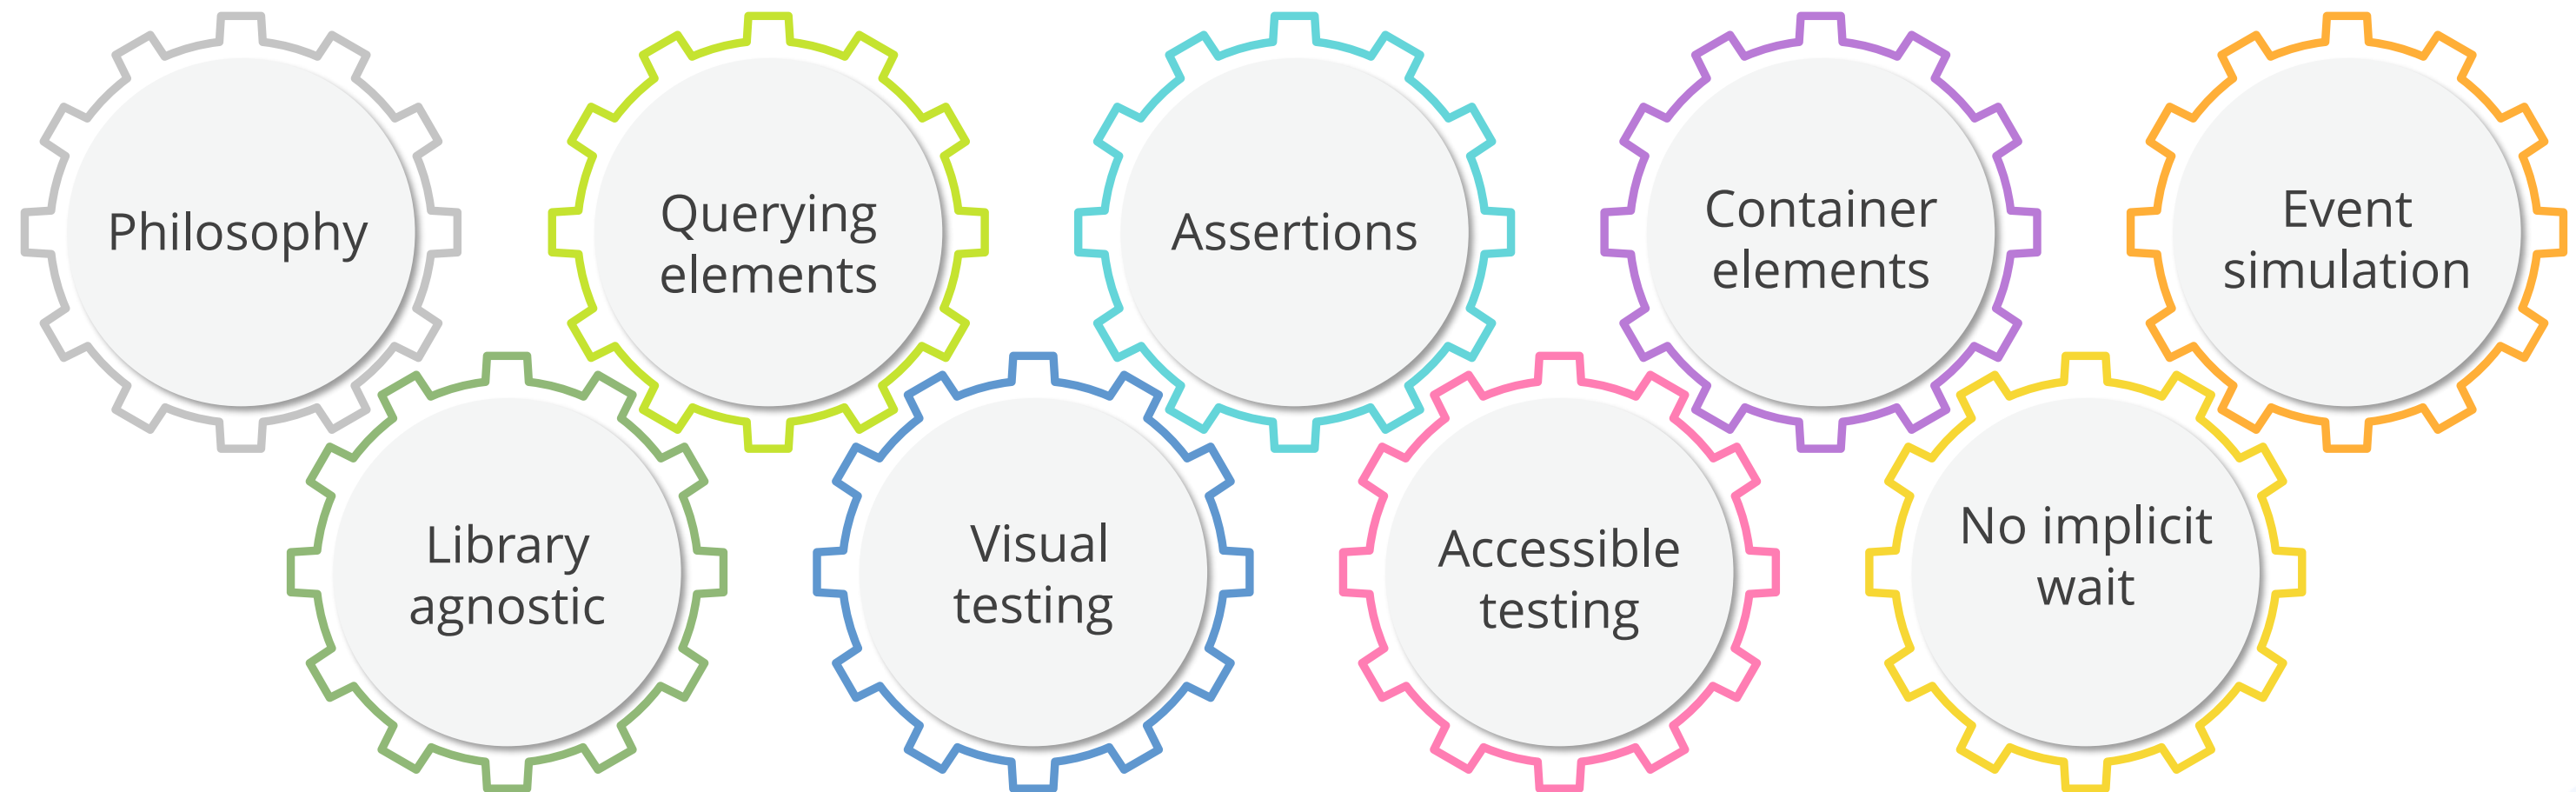 Philosophy
Querying
elements
Assertions
Container
elements
Event
simulation
Library
agnostic
Visual
testing
Accessible
testing
No implicit
wait